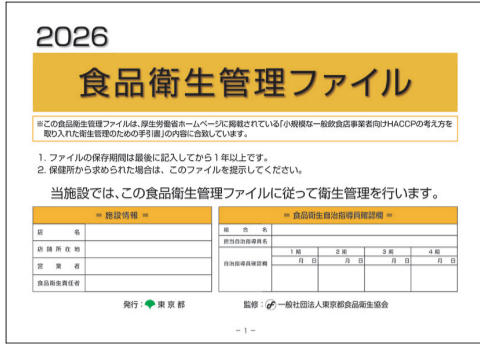 2026
食品衛生管理ファイル
※この食品衛生管理ファイルは、厚生労働省ホームページに掲載されている「小規模な一般飲食店事業者向けHACCPの考え方を
取り入れた衛生管理のための手引書」の内容に合致しています。
1. ファイルの保存期間は最後に記入してから1年以上です。
2. 保健所から求められた場合は、このファイルを提示してください。
当施設では、この食品衛生管理ファイルに従って衛生管理を行います。
= 施設情報 =
店 名
店舗所在地
営業者
食品衛生責任者
= 食品衛生自治指導員確認欄 =
組合名
担当自治指導員名
自治指導員確認欄
1期 2期 3期 4期
月 日 月 日 月 日 月 日
発行：東京都 監修：一般社団法人東京都食品衛生協会
- 1 -